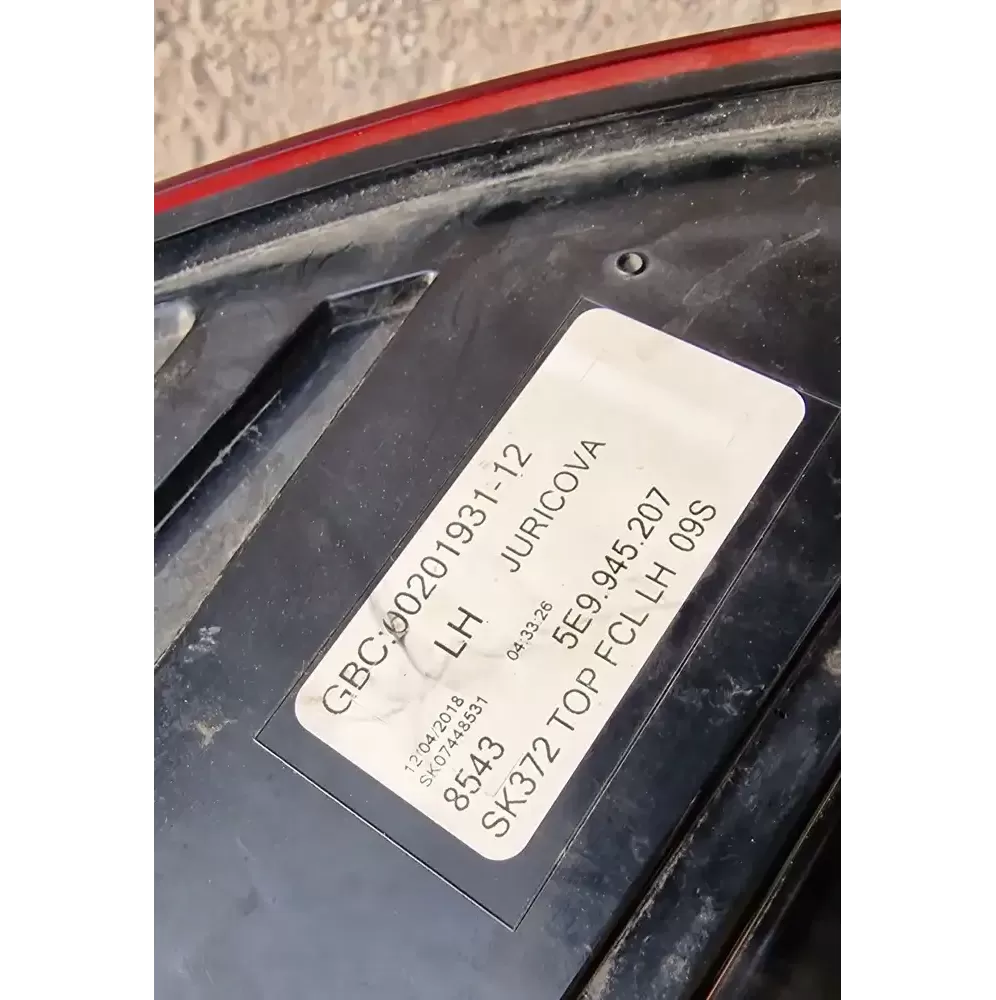 GBC:00201931-12
LH JURICOVA
12/04/2018 04:33:26
SK07448531
8543 5E9.945.207
SK372 TOP FCL LH 09S